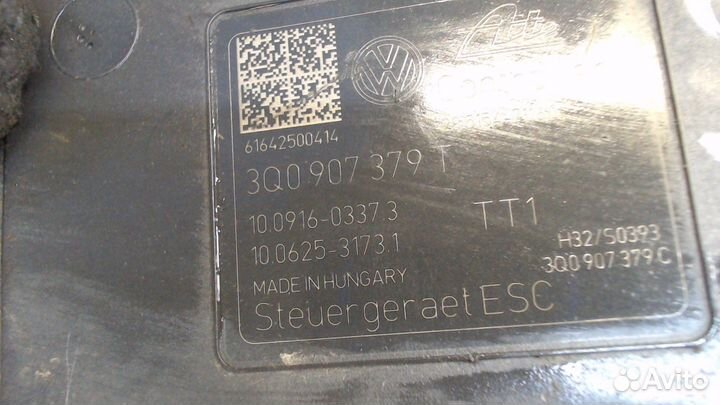 VW
61642500414
3Q0 907 379 T
10.0916-0337.3
10.0625-3173.1
TT1
H32/S0393
3Q0 907 379 C
MADE IN HUNGARY
Steuergeraet ESC
Avito